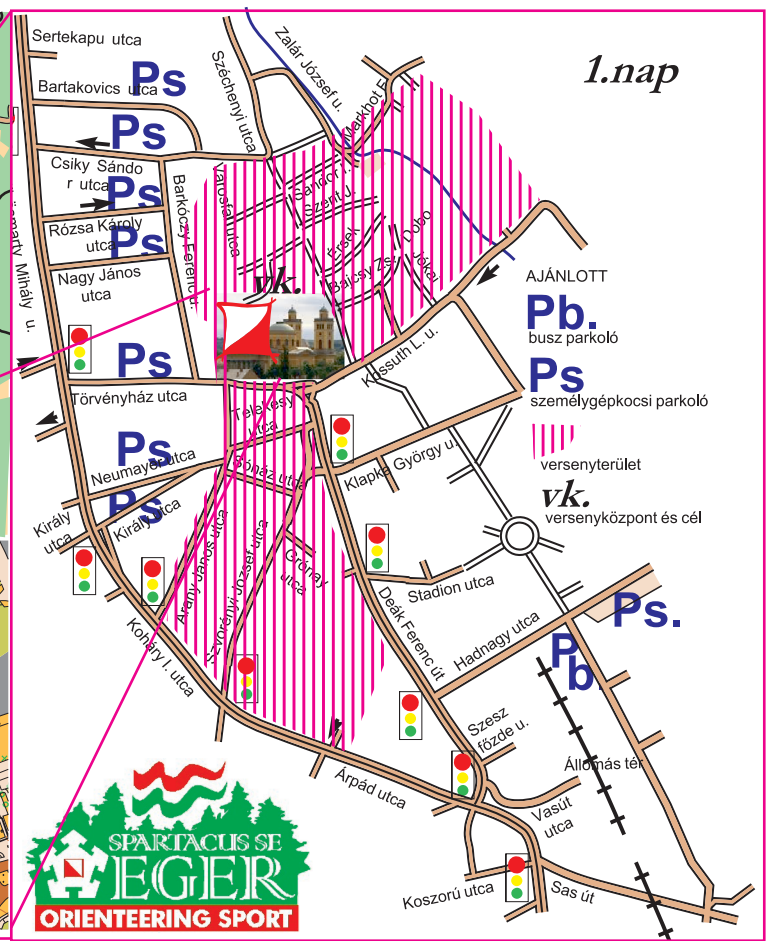 1.nap
Sertekapu utca
Bartakovics utca
Ps
Ps
Csiky Sándo
r utca
Ps
Rózsa Károly
utca
Ps
Nagy János
utca
Mihály u.
Széchenyi utca
Zalár József u.
Markhot F.
Városfal utca
Barkóczy Ferenc u.
Sándor
Szent J.
Érsek
Bajcsy Zs.
Dobó
Jókai
vk.
Kossuth L. u.
AJÁNLOTT
Pb.
busz parkoló
Ps
személygépkocsi parkoló
versenyterület
vk.
versenyközpont és cél
Ps
Törvényház utca
Telekesy
utca
Ps
Neumayer utca
Sóház utca
Klapka György u.
Ps
Király
utca
Király utca
Arany János utca
Szvorényi József utca
Grónay
utca
Stadion utca
Deák Ferenc út
Hadnagy utca
Ps.
P
b.
Koháry I. utca
Szesz
főzde u.
Állomás tér
Árpád utca
Vasút
utca
Koszorú utca
Sas út
SPARTACUS SE
EGER
ORIENTEERING SPORT